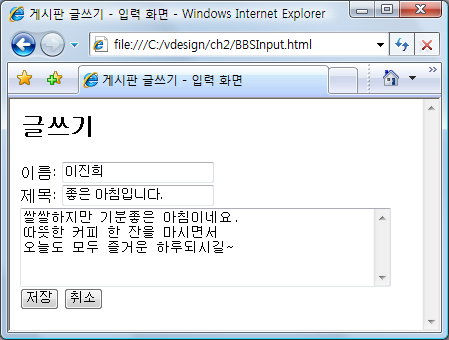 게시판 글쓰기 - 입력 화면 - Windows Internet Explorer
file:///C:/vdesign/ch2/BBSInput.html
게시판 글쓰기 - 입력 화면
글쓰기
이름: 이진희
제목: 좋은 아침입니다.
쌀쌀하지만 기분좋은 아침이네요.
따뜻한 커피 한 잔을 마시면서
오늘도 모두 즐거운 하루되시길~
저장 취소